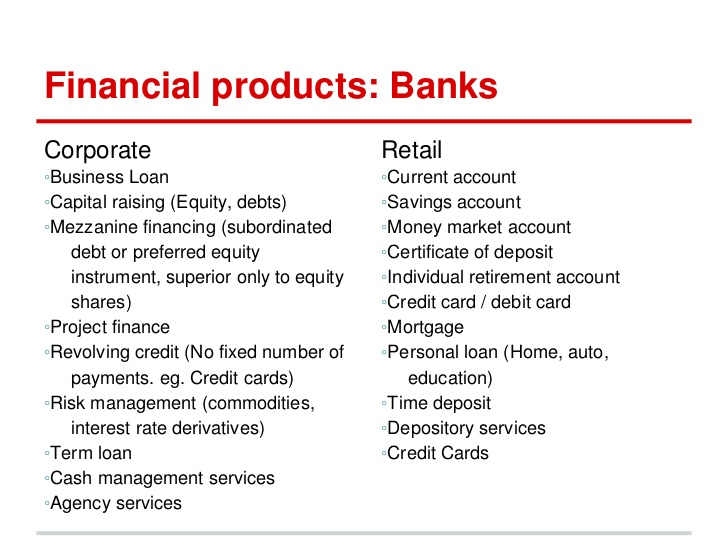 Financial products: Banks
Corporate
◦Business Loan
◦Capital raising (Equity, debts)
◦Mezzanine financing (subordinated
debt or preferred equity
instrument, superior only to equity
shares)
◦Project finance
◦Revolving credit (No fixed number of
payments. eg. Credit cards)
◦Risk management (commodities,
interest rate derivatives)
◦Term loan
◦Cash management services
◦Agency services
Retail
◦Current account
◦Savings account
◦Money market account
◦Certificate of deposit
◦Individual retirement account
◦Credit card / debit card
◦Mortgage
◦Personal loan (Home, auto,
education)
◦Time deposit
◦Depository services
◦Credit Cards